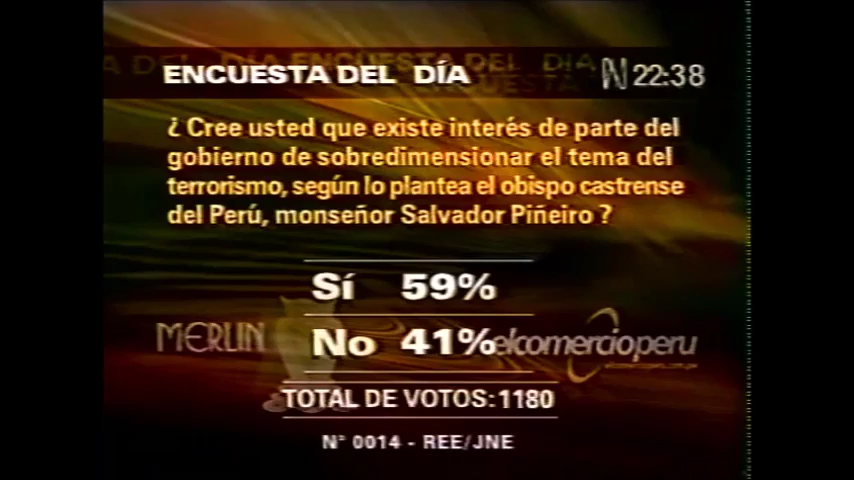 ENCUESTA DEL DÍA
N 22:38
¿ Cree usted que existe interés de parte del
gobierno de sobredimensionar el tema del
terrorismo, según lo plantea el obispo castrense
del Perú, monseñor Salvador Piñeiro ?
Sí 59%
MERLIN
No 41%
elcomercioperu
TOTAL DE VOTOS: 1180
N° 0014 - REE/JNE